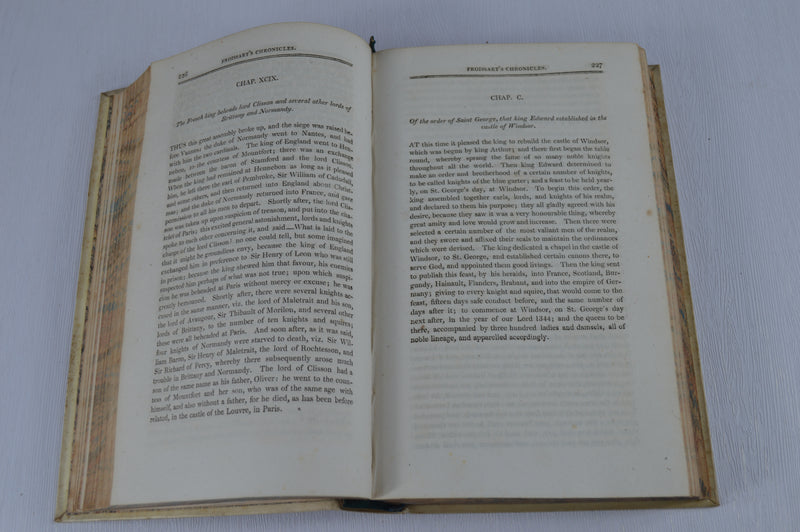 226
FROISSART'S CHRONICLES.
CHAP. XCIX.
The French king beheads lord Clisson and several other lords of
Brittany and Normandy.
THUS this great assembly broke up, and the siege was raised be-
fore Vannes: the duke of Normandy went to Nantes, and had
with him the two cardinals. The king of England went to Hen-
nebon, to the countess of Mountfort; there was an exchange
made between the baron of Stamford and the lord Clisson.
When the king had remained at Hennebon as long as it pleased
him, he left there the earl of Pembroke, Sir William of Cadudall,
and some others, and then returned into England about Christ-
mas; and the duke of Normandy returned into France, and gave
permission to all his men to depart. Shortly after, the lord Clis-
son was taken up upon suspicion of treason, and put into the cha-
telet of Paris; this excited general astonishment, lords and knights
spoke to each other concerning it, and said—What is laid to the
charge of the lord Clisson? no one could tell, but some imagined
that it might be groundless envy, because the king of England
exchanged him in preference to Sir Henry of Leon who was still
in prison; because the king shewed him that favour, his enemies
suspected him perhaps of what was not true; upon which suspi-
cion he was beheaded at Paris without mercy or excuse; he was
greatly bemoaned. Shortly after, there were several knights ac-
cused in the same manner, viz. the lord of Maletrait and his son,
the lord of Avaugour, Sir Thibault of Morilon, and several other
lords of Brittany, to the number of ten knights and squires;
these were all beheaded at Paris. And soon after, as it was said,
four knights of Normandy were starved to death, viz. Sir Wil-
liam Baron, Sir Henry of Maletrait, the lord of Rochtesson, and
Sir Richard of Percy, whereby there subsequently arose much
trouble in Brittany and Normandy. The lord of Clisson had a
son of the same name as his father, Oliver: he went to the coun-
tess of Mountfort and her son, who was of the same age with
himself, and also without a father, for he died, as has been before
related, in the castle of the Louvre, in Paris.
FROISSART'S CHRONICLES.
227
CHAP. C.
Of the order of Saint George, that king Edward established in the
castle of Windsor.
AT this time it pleased the king to rebuild the castle of Windsor,
which was begun by king Arthur; and there first began the table
round, whereby sprang the fame of so many noble knights
throughout all the world. Then king Edward determined to
make an order and brotherhood of a certain number of knights,
to be called knights of the blue garter; and a feast to be held year-
ly, on St. George's day, at Windsor. To begin this order, the
king assembled together earls, lords, and knights of his realm,
and declared to them his purpose; they all gladly agreed with his
desire, because they saw it was a very honourable thing, whereby
great amity and love would grow and increase. Then there were
selected a certain number of the most valiant men of the realm,
and they swore and affixed their seals to maintain the ordinances
which were devised. The king dedicated a chapel in the castle of
Windsor, to St. George, and established certain canons there, to
serve God, and appointed them good livings. Then the king sent
to publish this feast, by his heralds, into France, Scotland, Bur-
gundy, Hainault, Flanders, Brabant, and into the empire of Ger-
many; giving to every knight and squire, that would come to the
feast, fifteen days safe conduct before, and the same number of
days after it; to commence at Windsor, on St. George's day
next after, in the year of our Lord 1344; and the queen to be
there, accompanied by three hundred ladies and damsels, all of
noble lineage, and apparelled accordingly.